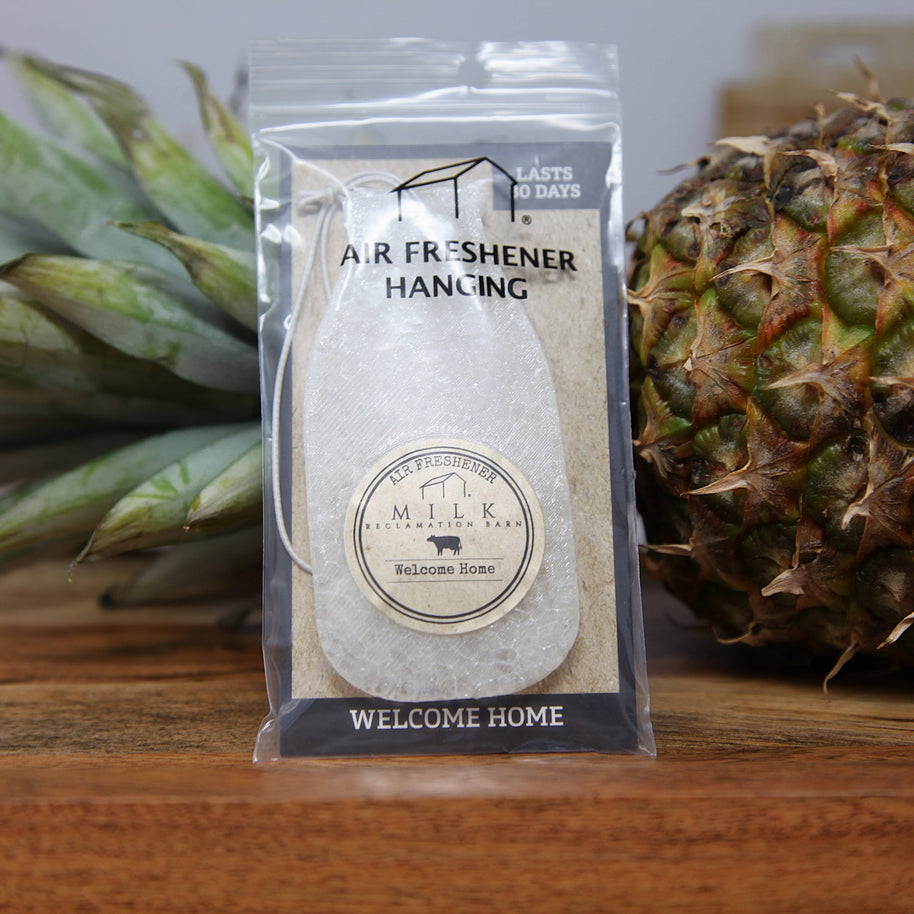 LASTS
DAYS
®
AIR FRESHENER
HANGING
AIR FRESHENER
MILK
RECLAMATION BARN
Welcome Home
WELCOME HOME